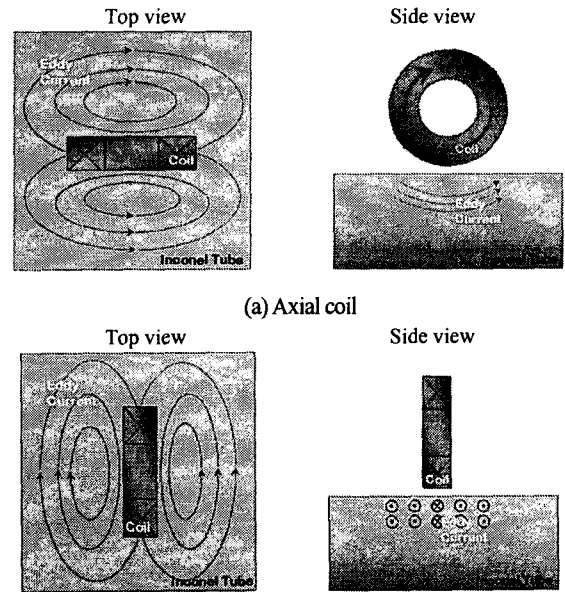 Top view
Side view
Eddy
Current
Coil
Inconel Tube
Coil
Eddy
Current
(a) Axial coil
Top view
Side view
Eddy
Current
Coil
Inconel Tube
Coil
Current
Inconel Tube